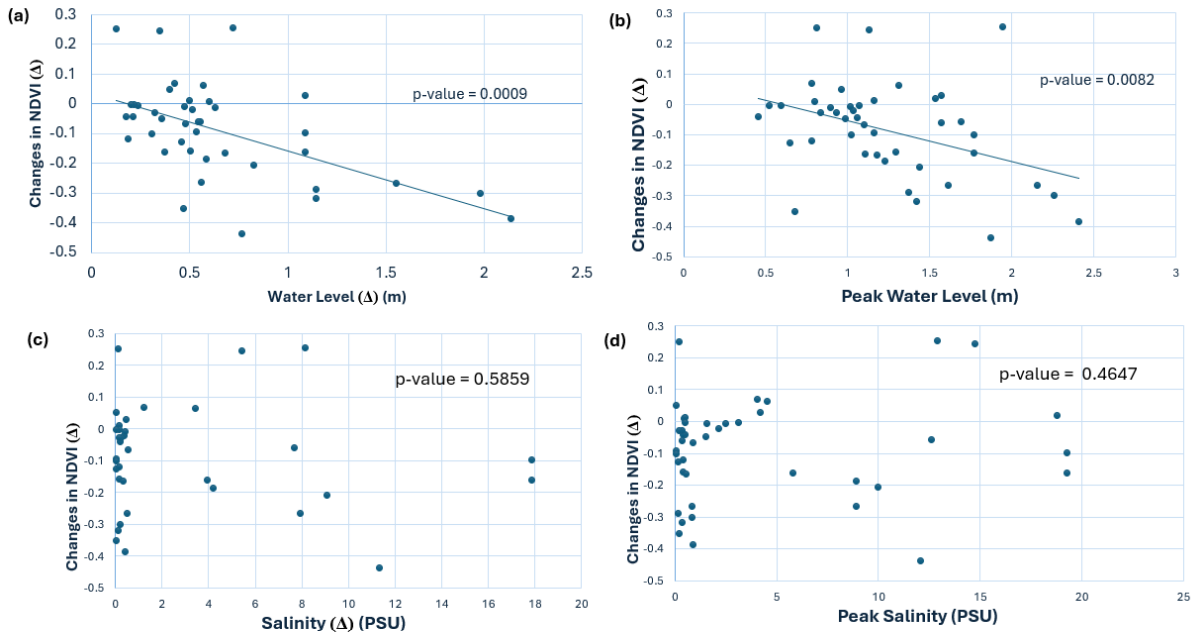 (a)
0.3
0.2
0.1
0
-0.1
-0.2
-0.3
-0.4
-0.5
Changes in NDVI (Δ)
p-value = 0.0009
0 0.5 1 1.5 2 2.5
Water Level (Δ) (m)
(b)
0.3
0.2
0.1
0
-0.1
-0.2
-0.3
-0.4
-0.5
Changes in NDVI (Δ)
p-value = 0.0082
0 0.5 1 1.5 2 2.5 3
Peak Water Level (m)
(c)
0.3
0.2
0.1
0
-0.1
-0.2
-0.3
-0.4
-0.5
Changes in NDVI (Δ)
p-value = 0.5859
0 2 4 6 8 10 12 14 16 18 20
Salinity (Δ) (PSU)
(d)
0.3
0.2
0.1
0
-0.1
-0.2
-0.3
-0.4
-0.5
Changes in NDVI (Δ)
p-value = 0.4647
0 5 10 15 20 25
Peak Salinity (PSU)